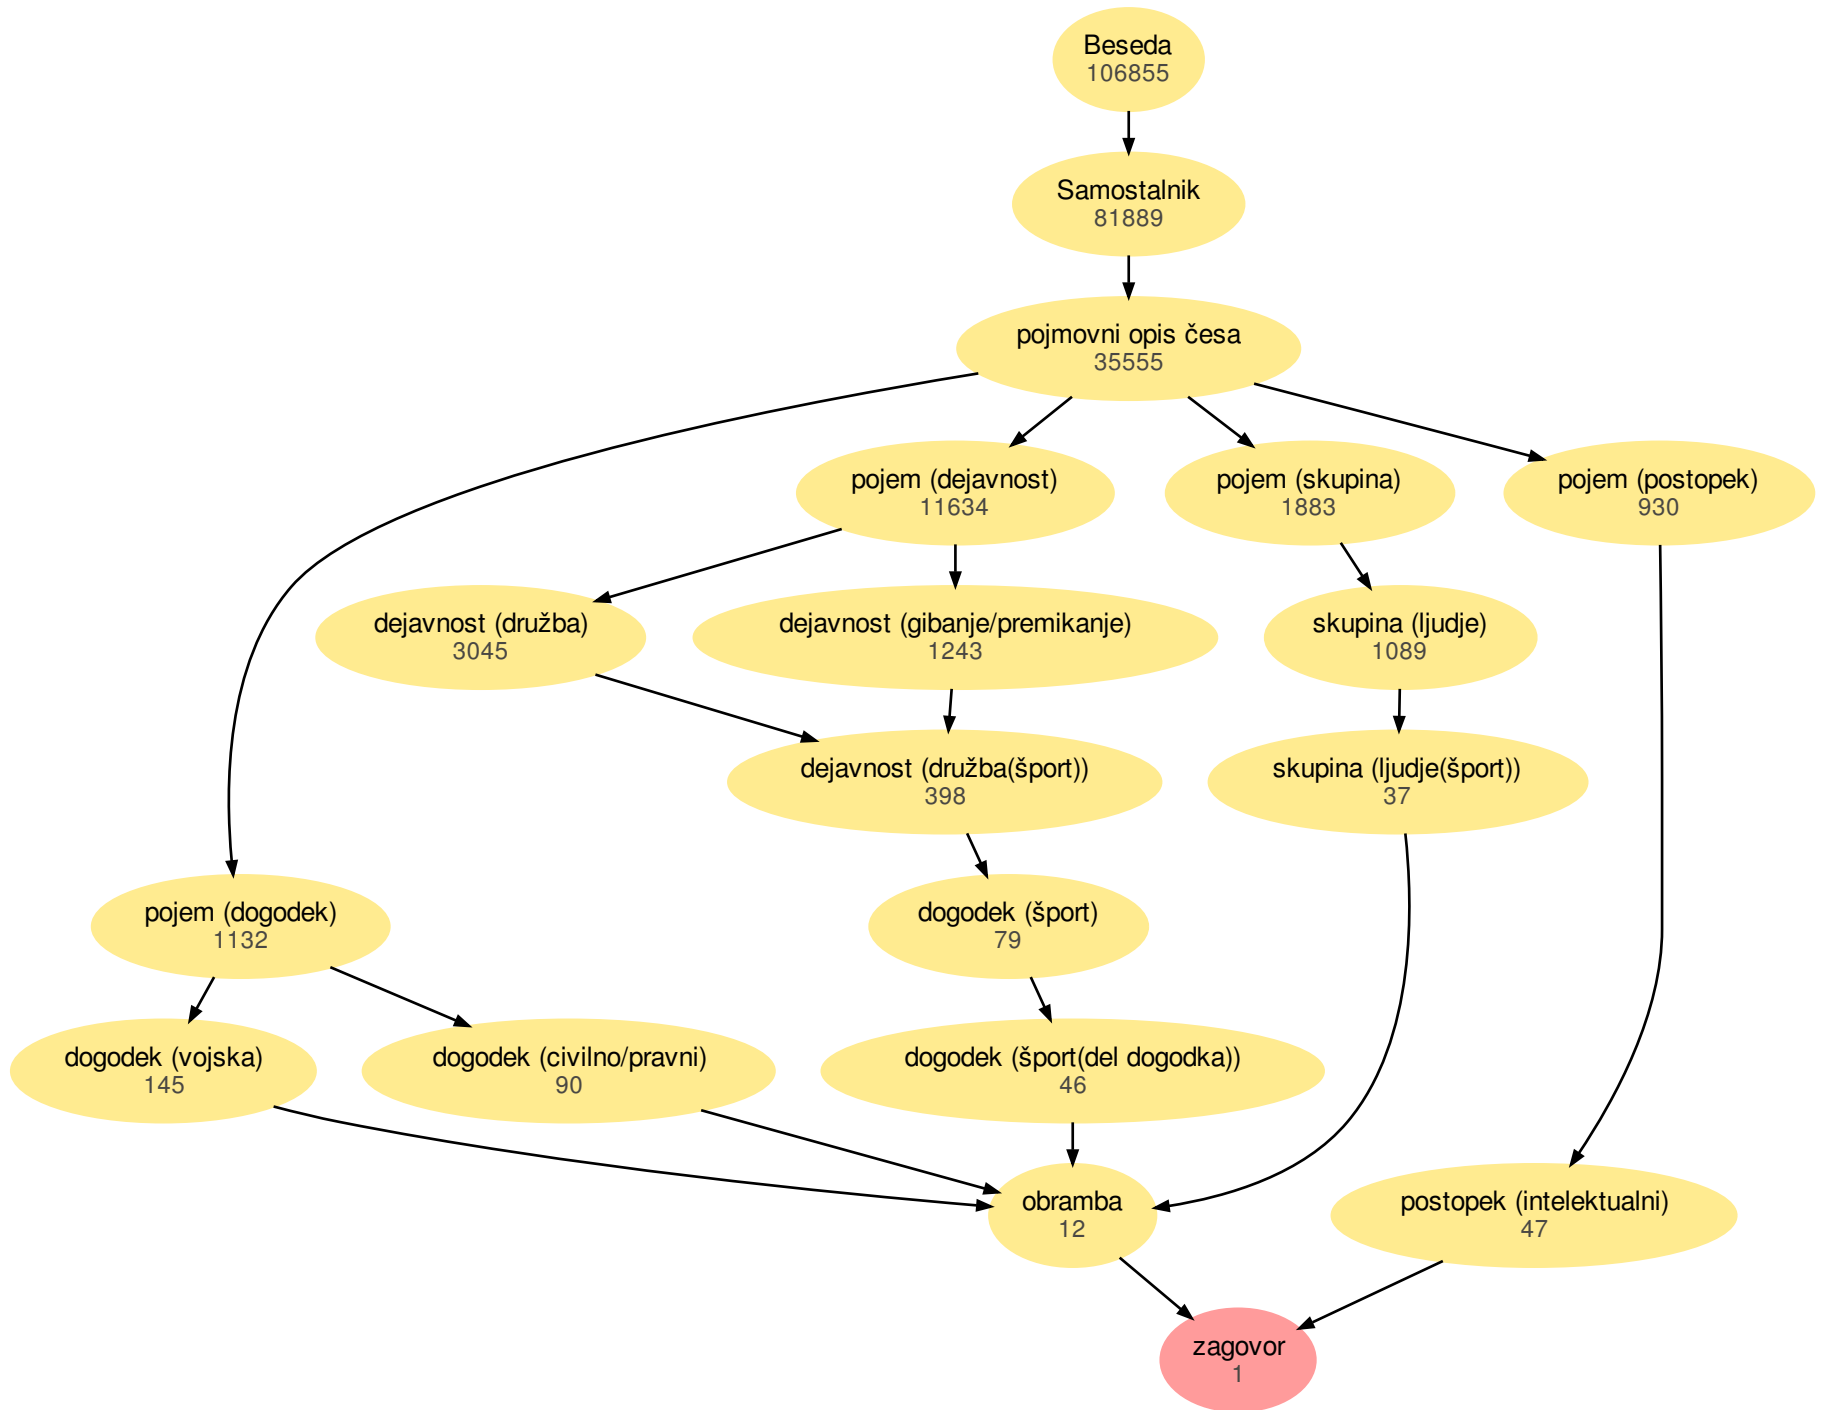 Beseda
106855
Samostalnik
81889
pojmovni opis česa
35555
pojem (dejavnost)
11634
pojem (skupina)
1883
pojem (postopek)
930
dejavnost (družba)
3045
dejavnost (gibanje/premikanje)
1243
skupina (ljudje)
1089
dejavnost (družba(šport))
398
skupina (ljudje(šport))
37
pojem (dogodek)
1132
dogodek (šport)
79
dogodek (vojska)
145
dogodek (civilno/pravni)
90
dogodek (šport(del dogodka))
46
obramba
12
postopek (intelektualni)
47
zagovor
1